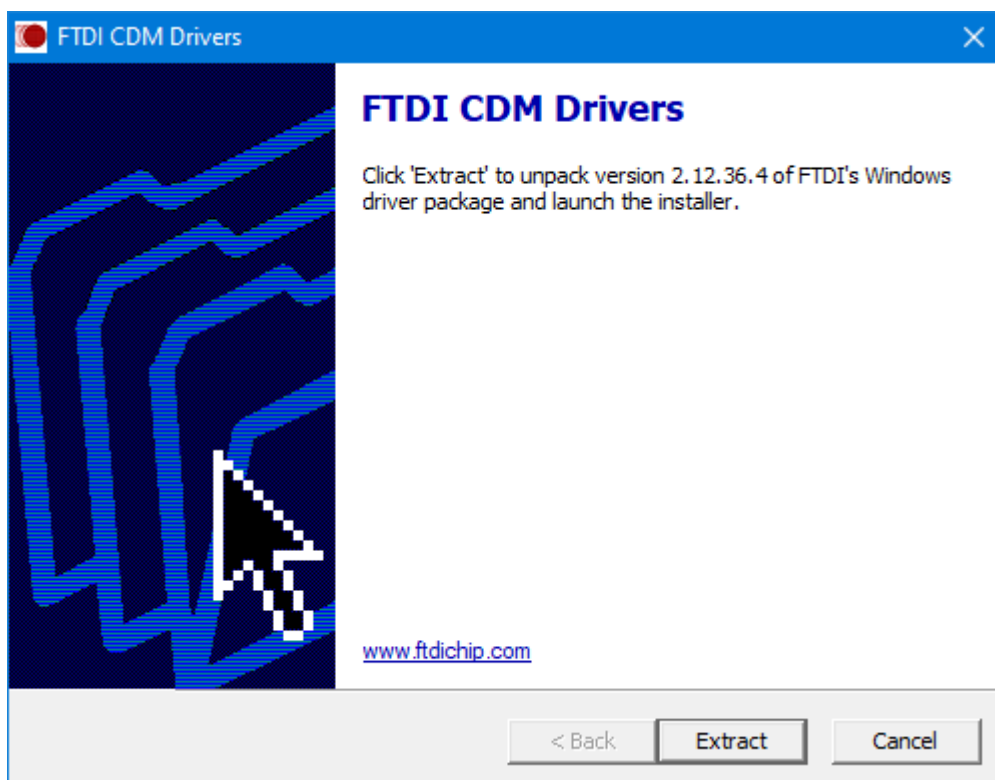 FTDI CDM Drivers
FTDI CDM Drivers
Click 'Extract' to unpack version 2.12.36.4 of FTDI's Windows
driver package and launch the installer.
www.ftdichip.com
< Back
Extract
Cancel